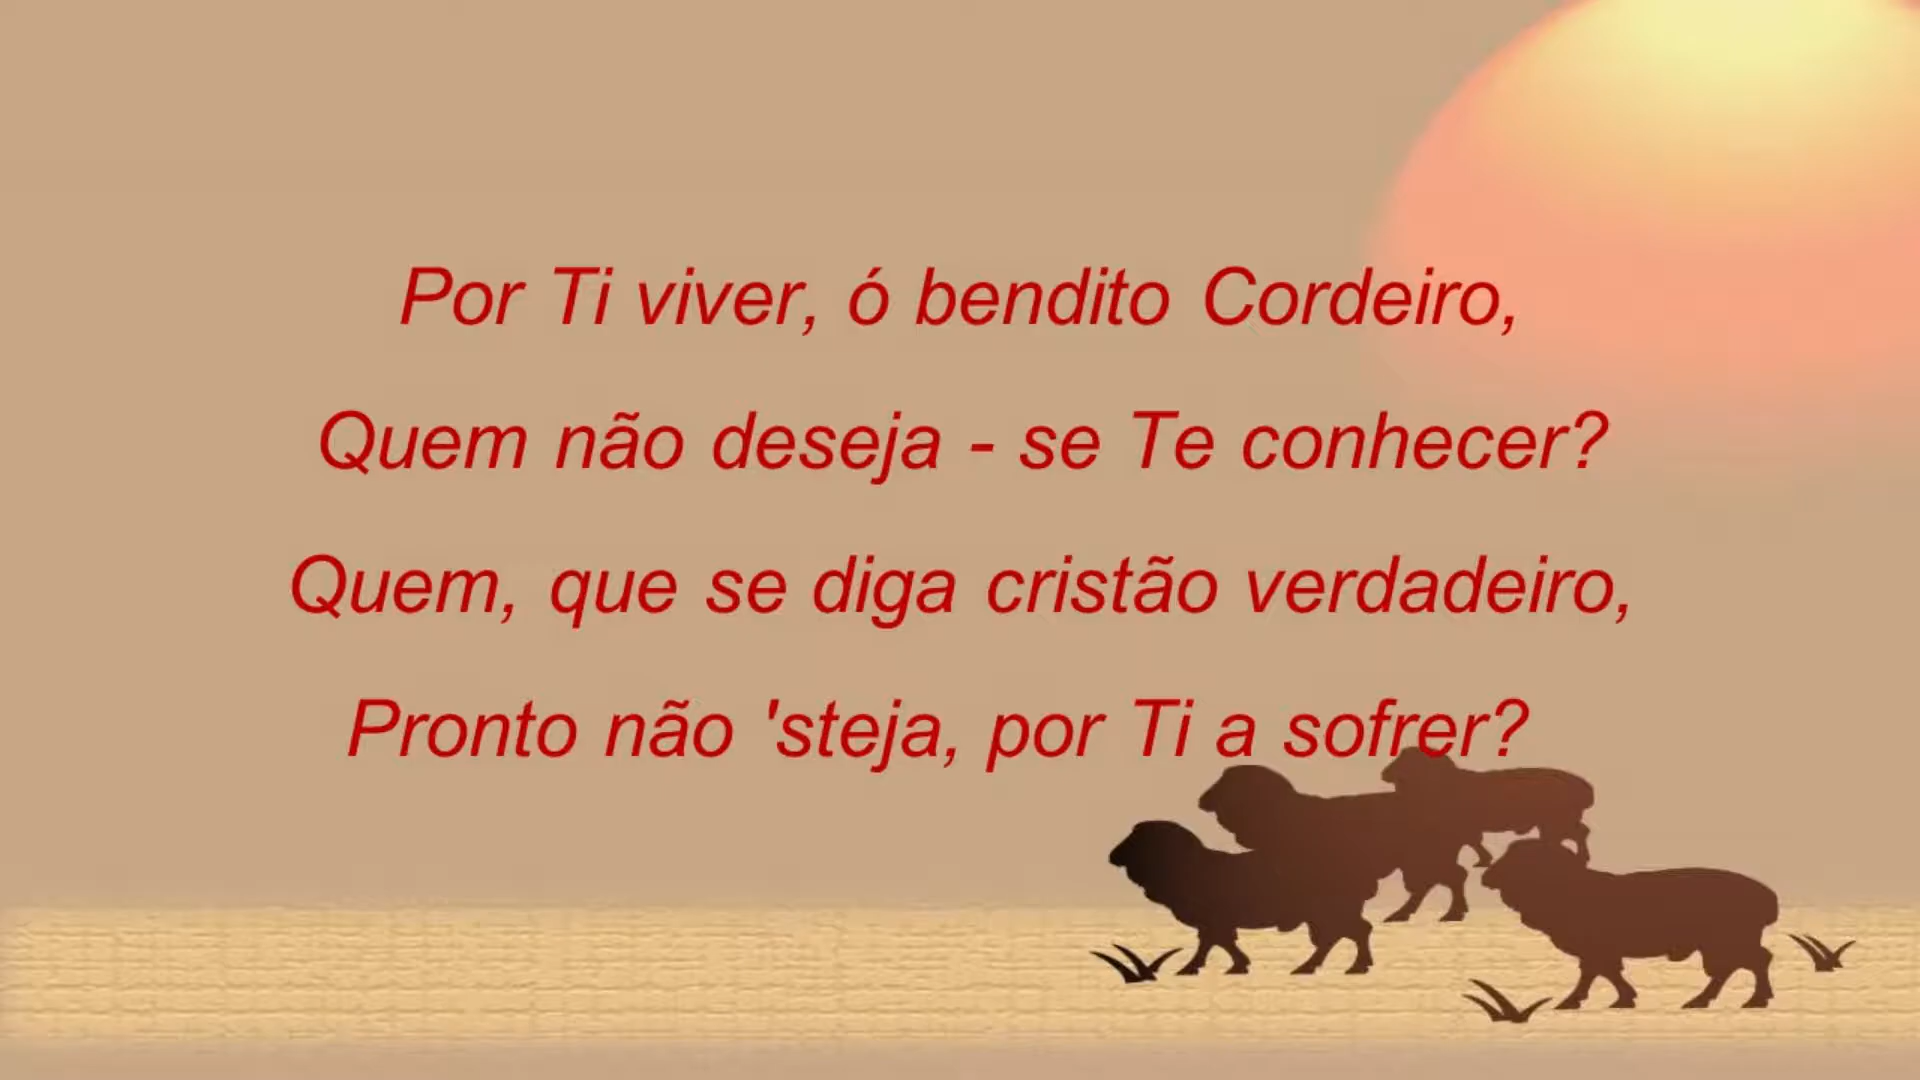 Por Ti viver, ó bendito Cordeiro,
Quem não deseja - se Te conhecer?
Quem, que se diga cristão verdadeiro,
Pronto não 'steja, por Ti a sofrer?